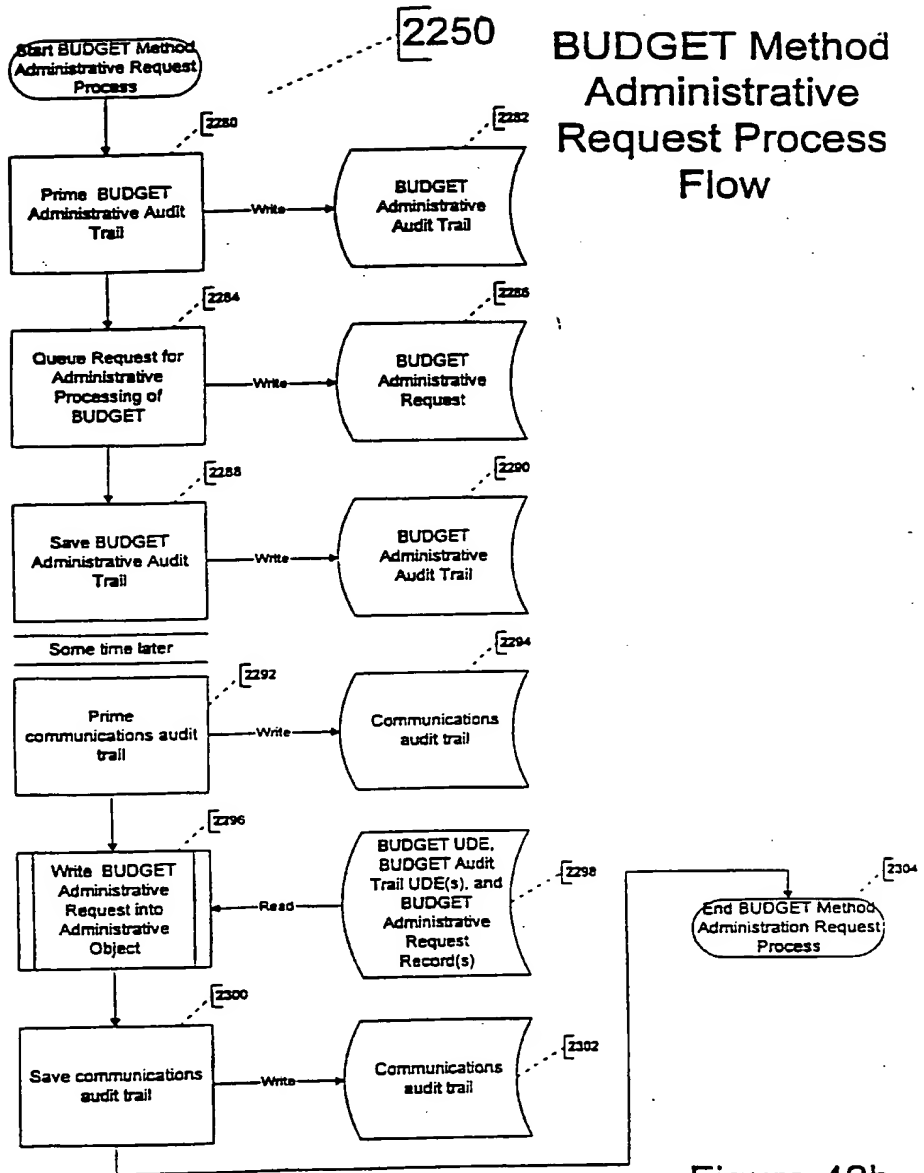 2250
BUDGET Method
Administrative
Request Process
Flow
Start BUDGET Method
Administrative Request
Process
2280
Prime BUDGET
Administrative Audit
Trail
Write
2282
BUDGET
Administrative
Audit Trail
2284
Queue Request for
Administrative
Processing of
BUDGET
Write
2286
BUDGET
Administrative
Request
2288
Save BUDGET
Administrative Audit
Trail
Write
2290
BUDGET
Administrative
Audit Trail
Some time later
2292
Prime
communications audit
trail
Write
2294
Communications
audit trail
2296
Write BUDGET
Administrative
Request into
Administrative
Object
Read
BUDGET UDE,
BUDGET Audit
Trail UDE(s), and
BUDGET
Administrative
Request
Record(s)
2298
2300
Save communications
audit trail
Write
2302
Communications
audit trail
2304
End BUDGET Method
Administration Request
Process
Figure 42b